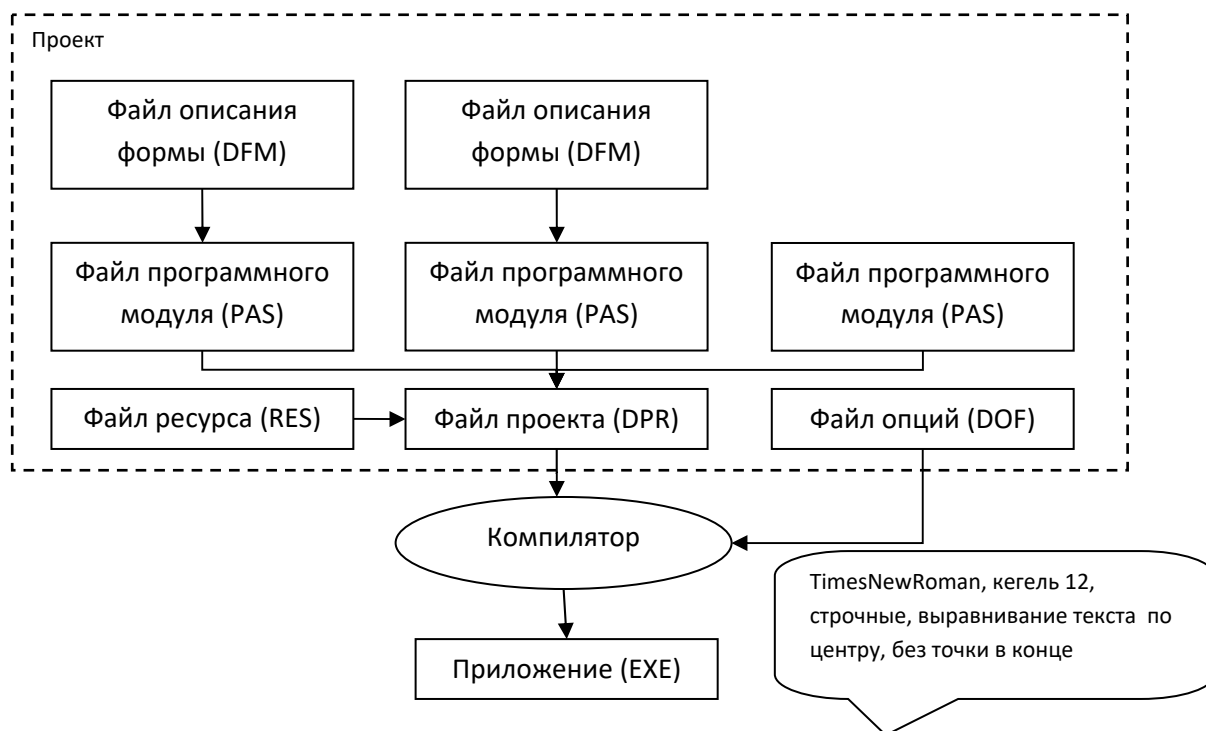 Проект
Файл описания
формы (DFM)
Файл описания
формы (DFM)
Файл программного
модуля (PAS)
Файл программного
модуля (PAS)
Файл программного
модуля (PAS)
Файл ресурса (RES)
Файл проекта (DPR)
Файл опций (DOF)
Компилятор
TimesNewRoman, кегель 12,
строчные, выравнивание текста по
центру, без точки в конце
Приложение (EXE)